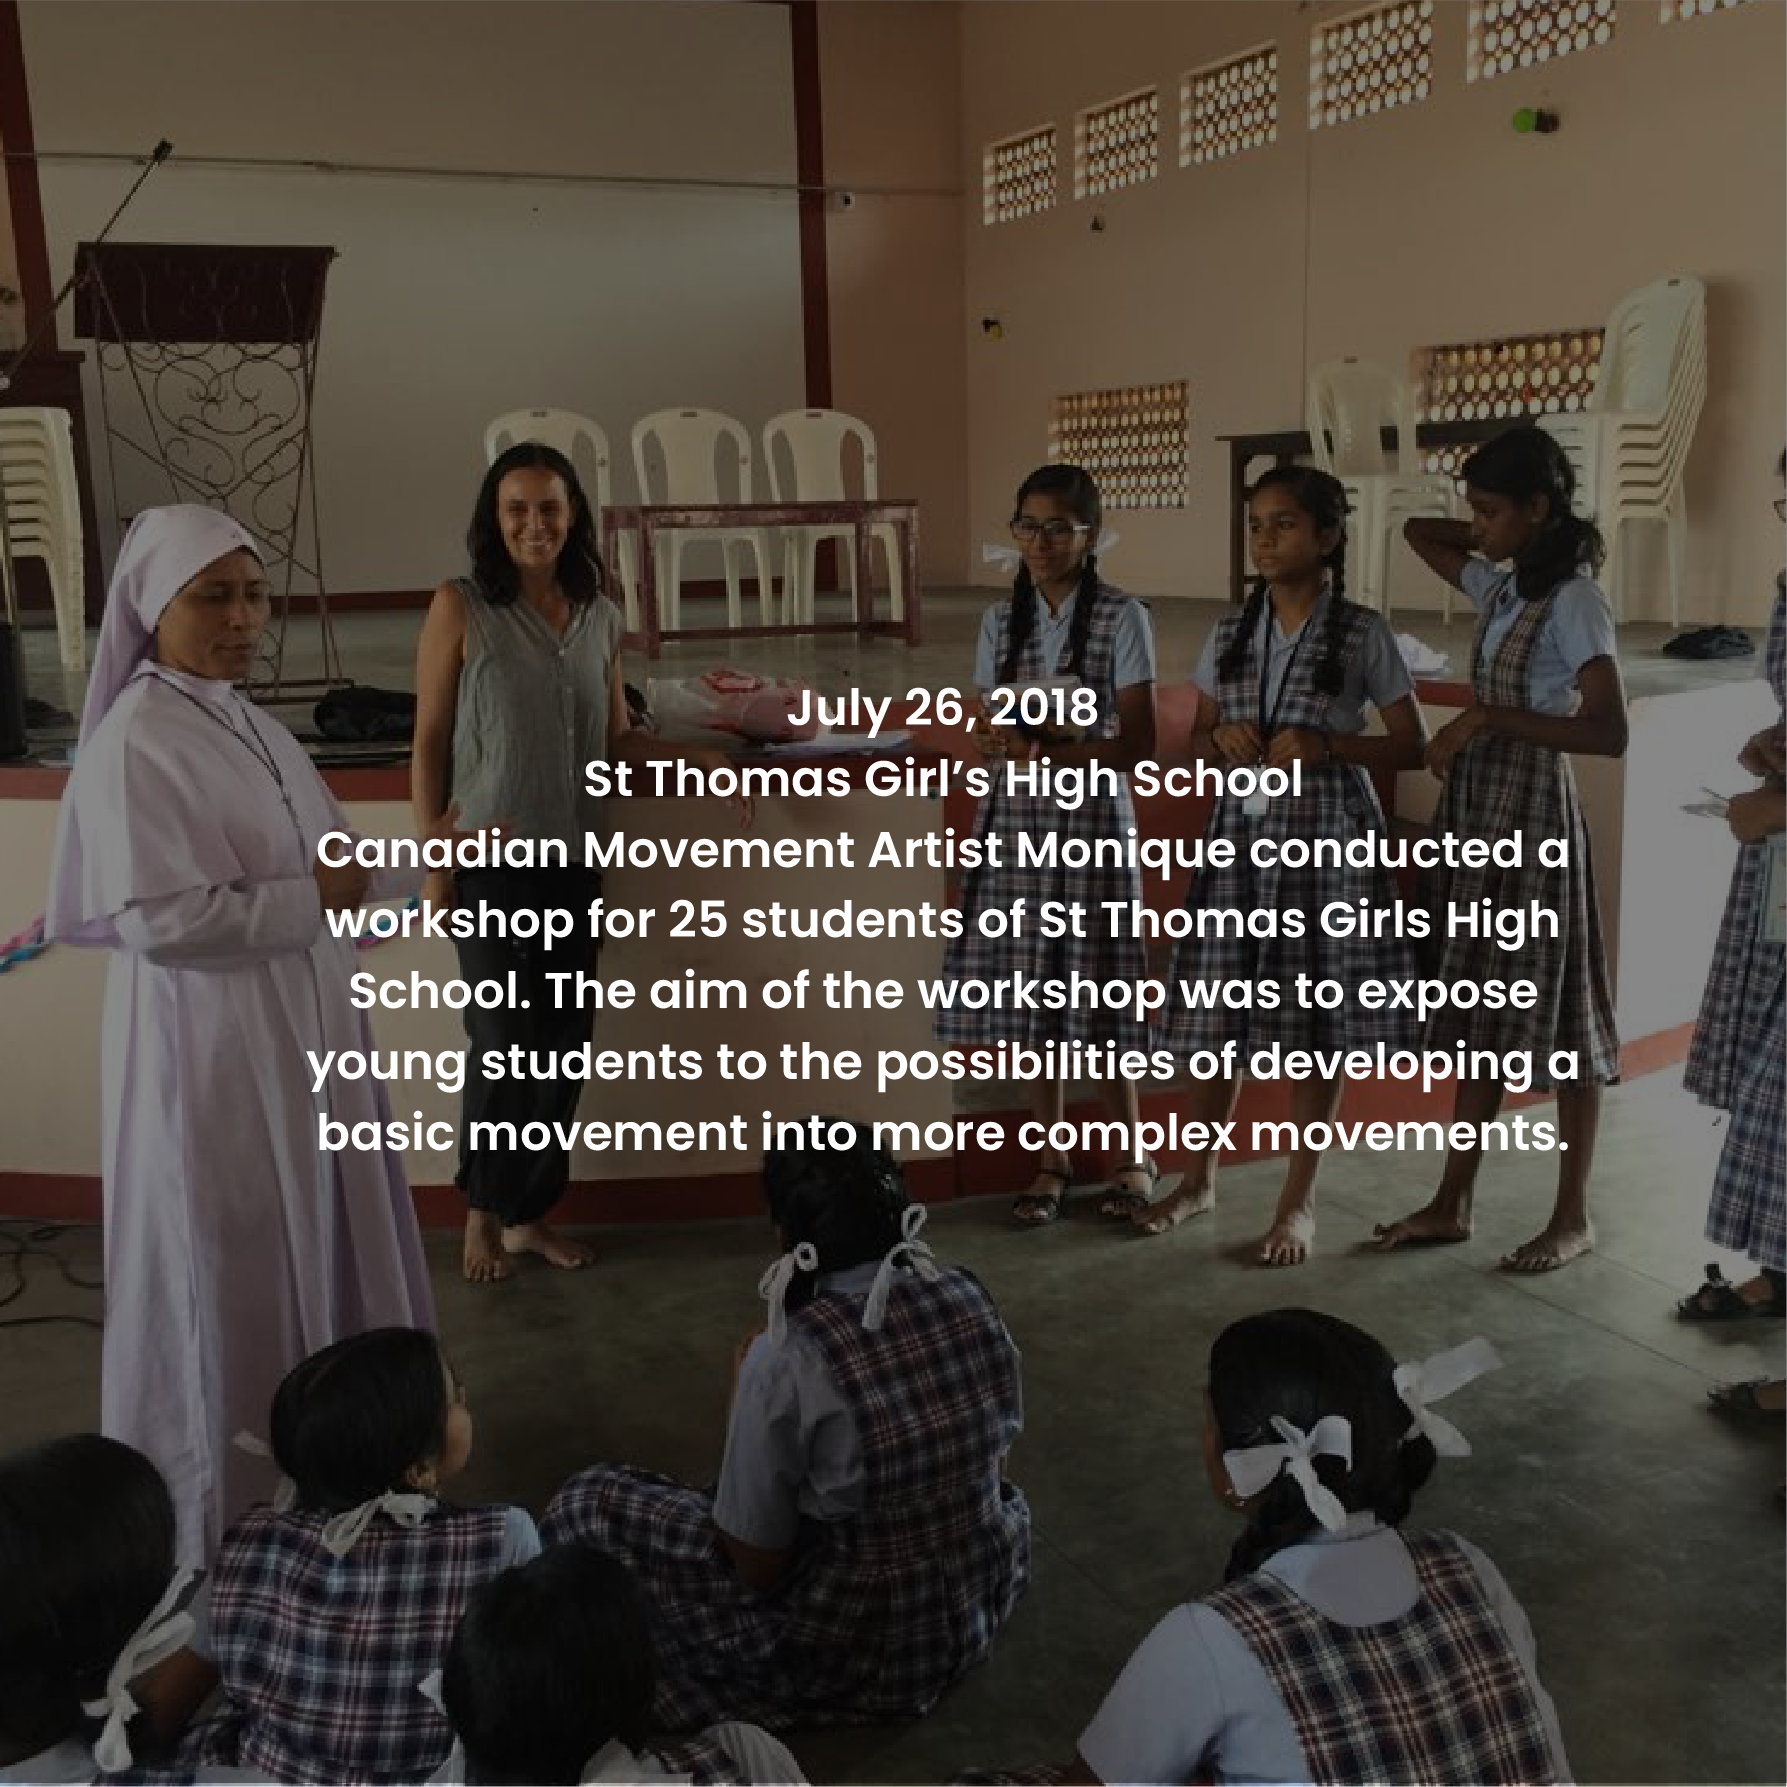 July 26, 2018
St Thomas Girl’s High School
Canadian Movement Artist Monique conducted a
workshop for 25 students of St Thomas Girls High
School. The aim of the workshop was to expose
young students to the possibilities of developing a
basic movement into more complex movements.